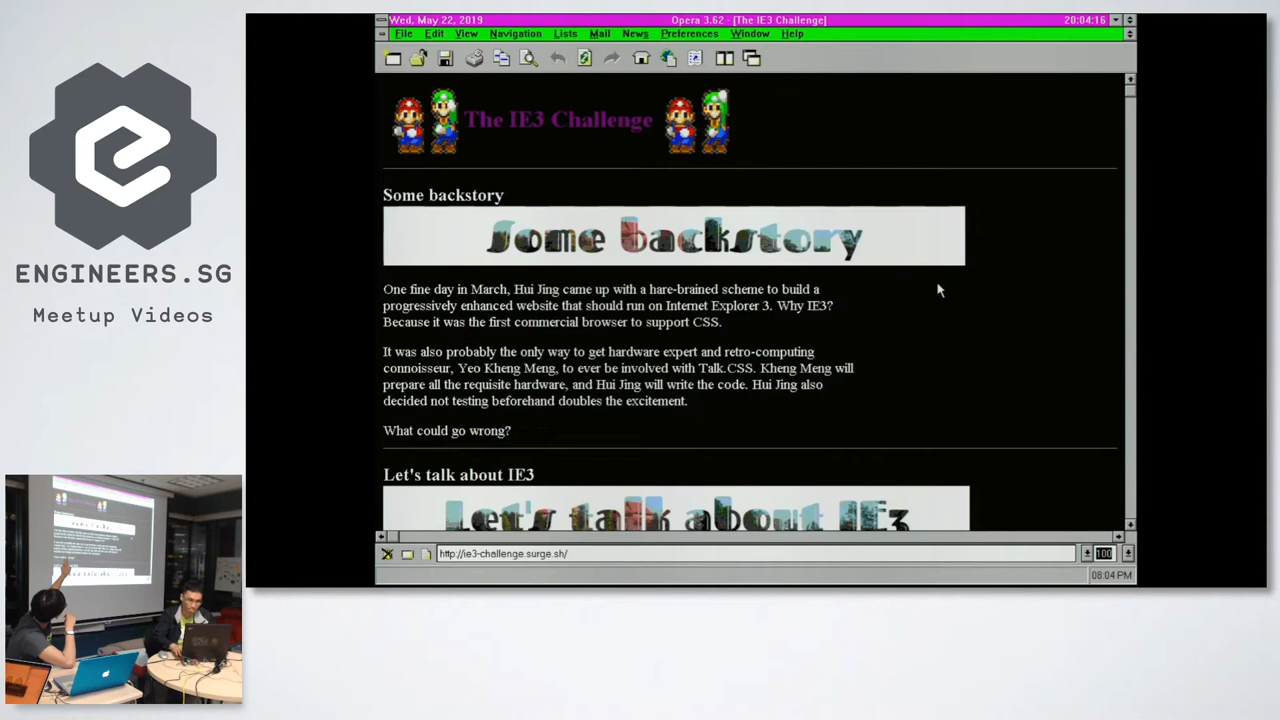 ENGINEERS.SG
Meetup Videos
Wed, May 22, 2019 Opera 3.62 - [The IE3 Challenge] 20:04:16
File Edit View Navigation Lists Mail News Preferences Window Help
The IE3 Challenge
Some backstory
Some backstory
One fine day in March, Hui Jing came up with a hare-brained scheme to build a
progressively enhanced website that should run on Internet Explorer 3. Why IE3?
Because it was the first commercial browser to support CSS.
It was also probably the only way to get hardware expert and retro-computing
connoisseur, Yeo Kheng Meng, to ever be involved with Talk.CSS. Kheng Meng will
prepare all the requisite hardware, and Hui Jing will write the code. Hui Jing also
decided not testing beforehand doubles the excitement.
What could go wrong?
Let's talk about IE3
Let's talk about IE3
http://ie3-challenge.surge.sh/ 100
08:04 PM